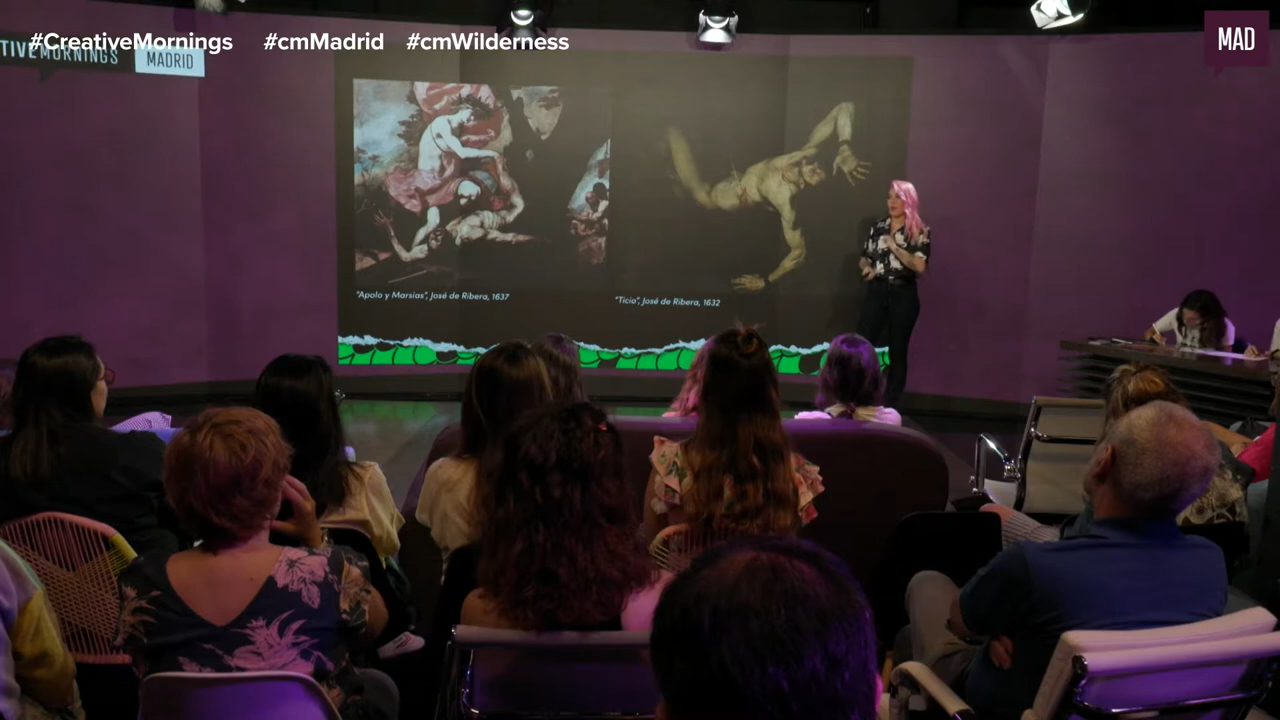 #CreativeMornings #cmMadrid #cmWilderness
MAD
TIVEMORNINGS
MADRID
"Apolo y Marsias", José de Ribera, 1637
"Ticio", José de Ribera, 1632